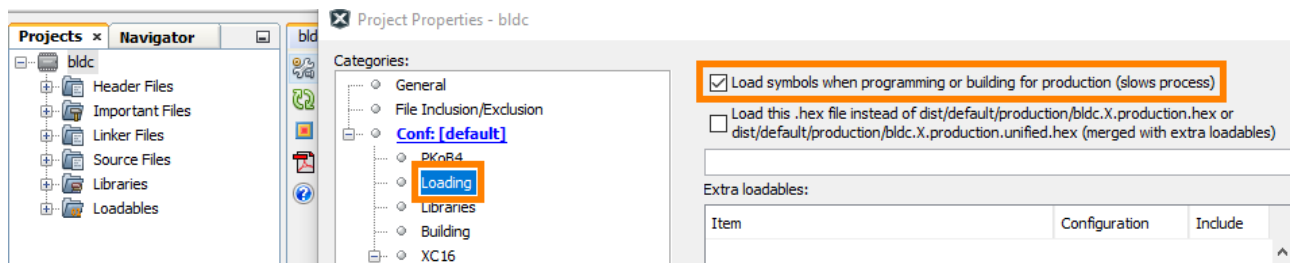 Project Properties - bldc
Projects × Navigator
bld
bldc
Header Files
Important Files
Linker Files
Source Files
Libraries
Loadables
Categories:
General
File Inclusion/Exclusion
Conf: [default]
PKoB4
Loading
Libraries
Building
XC16
Load symbols when programming or building for production (slows process)
Load this .hex file instead of dist/default/production/bldc.X.production.hex or
dist/default/production/bldc.X.production.unified.hex (merged with extra loadables)
Extra loadables:
Item Configuration Include